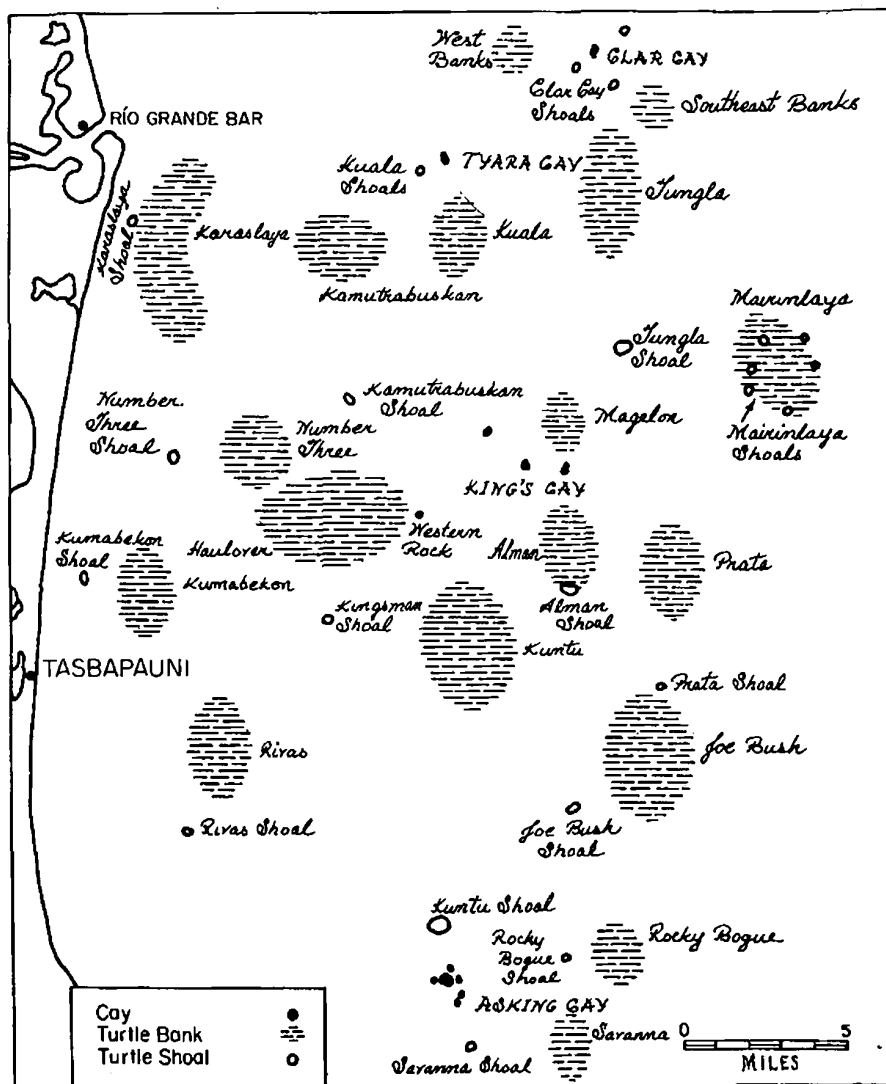 West
Banks
CLAR CAY
Clar Cay
Shoals
Southeast Banks
RÍO GRANDE BAR
Kuala
Shoals
TYARA CAY
Tungla
Karaslaya
Shoal
Karaslaya
Kuala
Kamutrabuskan
Mairinlaya
Tungla
Shoal
Kamutrabuskan
Shoal
Number
Three
Shoal
Number
Three
Magelon
Mairinlaya
Shoals
KING'S CAY
Western
Rock
Haulover
Alman
Prata
Kumabekon
Shoal
Kumabekon
Kingsman
Shoal
Alman
Shoal
Kuntu
TASBAPAUNI
Prata Shoal
Rivas
Joe Bush
Rivas Shoal
Joe Bush
Shoal
Kuntu Shoal
Rocky
Bogue
Shoal
Rocky Bogue
ASKING CAY
Savanna
Savanna Shoal
Cay
Turtle Bank
Turtle Shoal
0 5
MILES